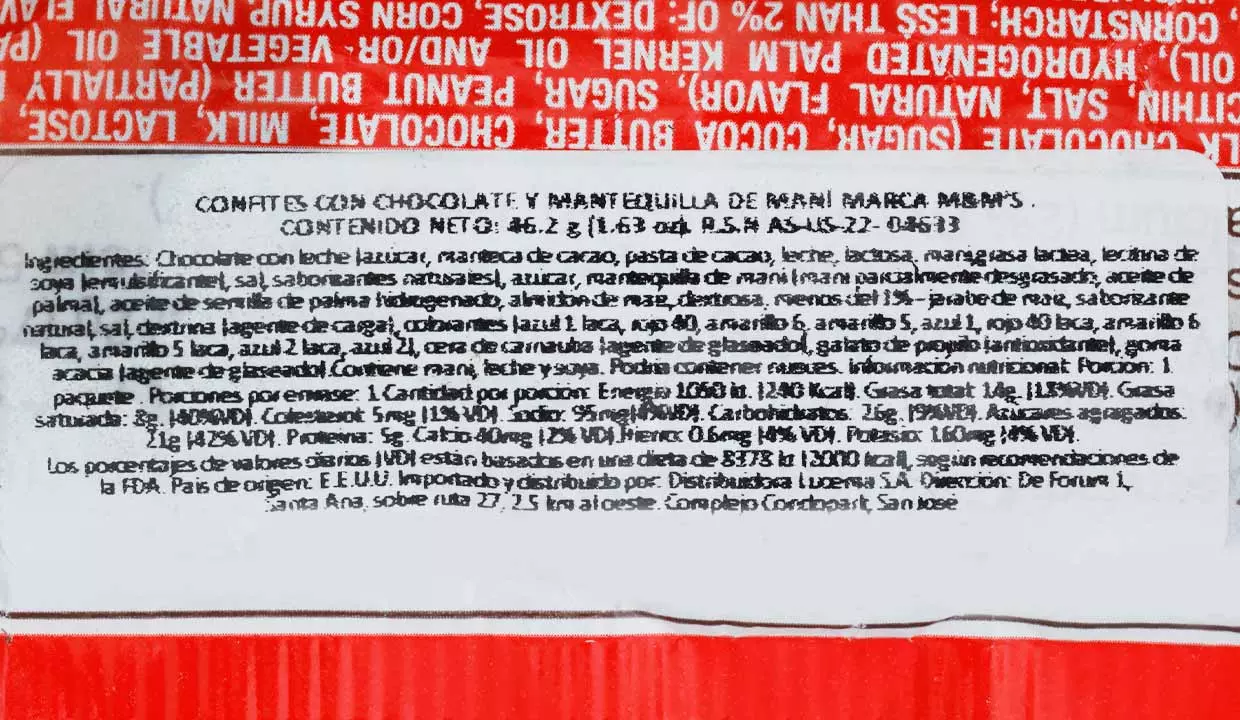 CHOCOLATE (SUGAR, COCOA BUTTER, CHOCOLATE, MILK, LACTOSE,
SALT, NATURAL FLAVOR), SUGAR, PEANUT BUTTER (PARTIALLY
OIL), HYDROGENATED PALM KERNEL OIL AND/OR VEGETABLE OIL
CORNSTARCH; LESS THAN 2% OF: DEXTROSE, CORN SYRUP NATURAL
CONFITES CON CHOCOLATE Y MANTEQUILLA DE MANÍ MARCA M&M'S.
CONTENIDO NETO: 46.2 g (1.63 oz). R.S.N A5-US-22-04633
Ingredientes: Chocolate con leche (azúcar, manteca de cacao, pasta de cacao, leche, lactosa, maní, grasa láctea, lecitina de
soya (emulsificante), sal, saborizantes naturales), azúcar, mantequilla de maní (maní parcialmente desgrasado, aceite de
palma), aceite de semilla de palma hidrogenado, almidón de maíz, dextrosa, menos del 1% - jarabe de maíz, saborizante
natural, sal, dextrina (agente de carga), colorantes (azul 1 laca, rojo 40, amarillo 6, amarillo 5, azul 1, rojo 40 laca, amarillo 6
laca, amarillo 5 laca, azul 2 laca, azul 2), cera de carnauba (agente de glaseado), galato de propilo (antioxidante), goma
acacia (agente de glaseado). Contiene maní, leche y soya. Podría contener nueces. Información nutricional: Porción: 1
paquete. Porciones por envase: 1 Cantidad por porción: Energía 1060 kJ. (240 Kcal). Grasa total: 14g. (18%VD). Grasa
saturada: 8g. (40%VD). Colesterol: 5mg (1% VD). Sodio: 95mg (4%VD). Carbohidratos: 26g. (9%VD). Azúcares agregados:
21g (42% VD). Proteína: 5g. Calcio 40mg (2% VD). Hierro: 0.6mg (4% VD). Potasio: 160mg (4% VD).
Los porcentajes de valores diarios (VD) están basados en una dieta de 8378 kJ (2000 kcal), según recomendaciones de
la FDA. País de origen: E.E.U.U. Importado y distribuido por: Distribuidora Lucema S.A. Dirección: De Forum 1,
Santa Ana, sobre ruta 27, 2.5 km al oeste. Complejo Condopark, San José